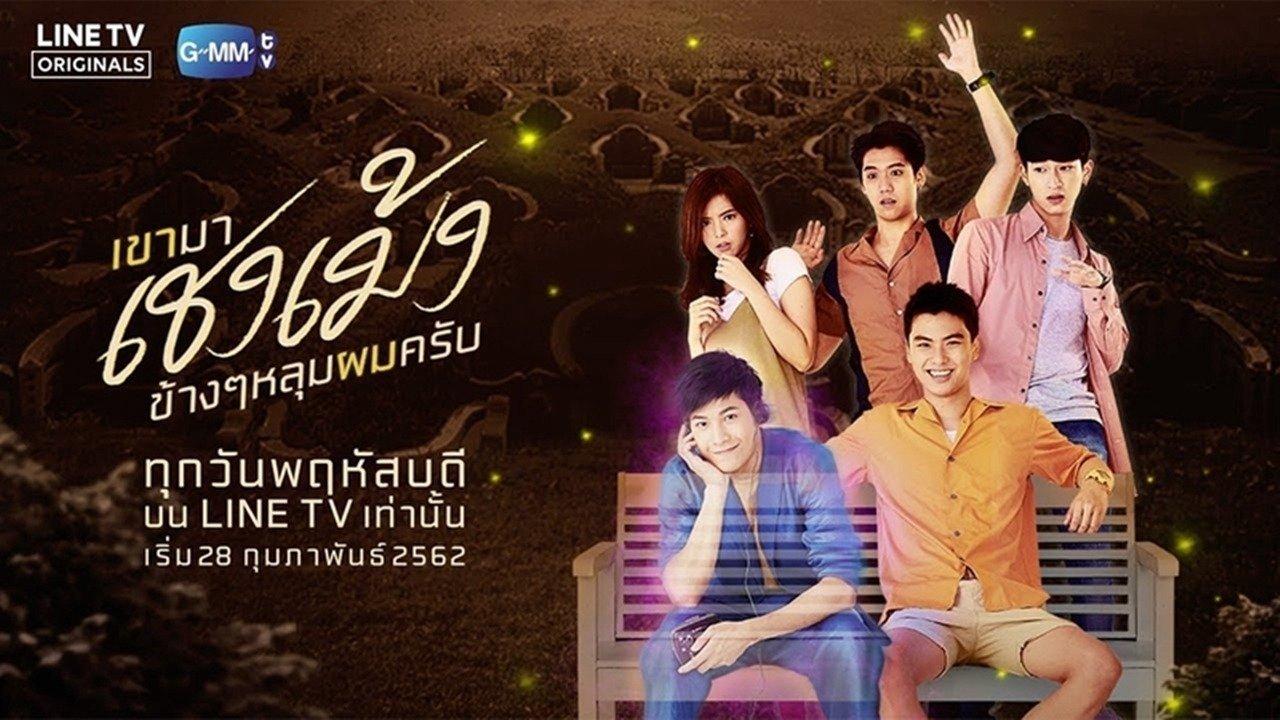 LINE TV
ORIGINALS
GMM
tv
เขามา
เชงเม้ง
ข้างๆหลุมผมครับ
ทุกวันพฤหัสบดี
บน LINE TV เท่านั้น
เริ่ม 28 กุมภาพันธ์ 2562